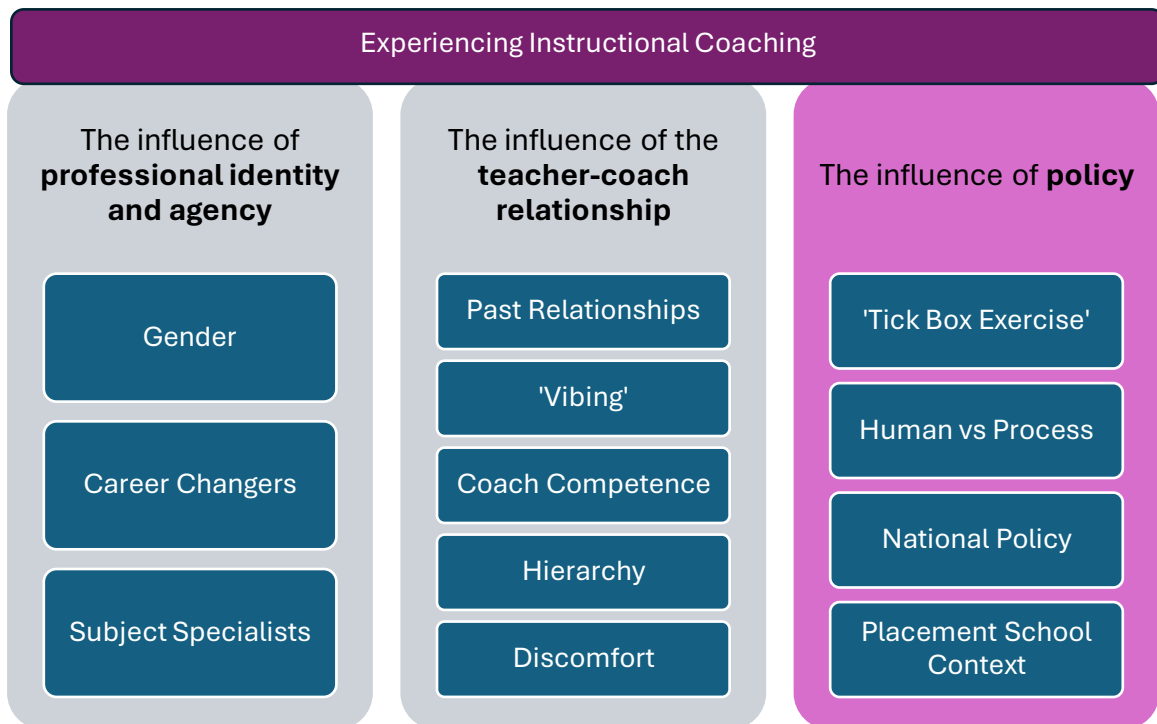 Experiencing Instructional Coaching
The influence of
professional identity
and agency
Gender
Career Changers
Subject Specialists
The influence of the
teacher-coach
relationship
Past Relationships
'Vibing'
Coach Competence
Hierarchy
Discomfort
The influence of policy
'Tick Box Exercise'
Human vs Process
National Policy
Placement School
Context